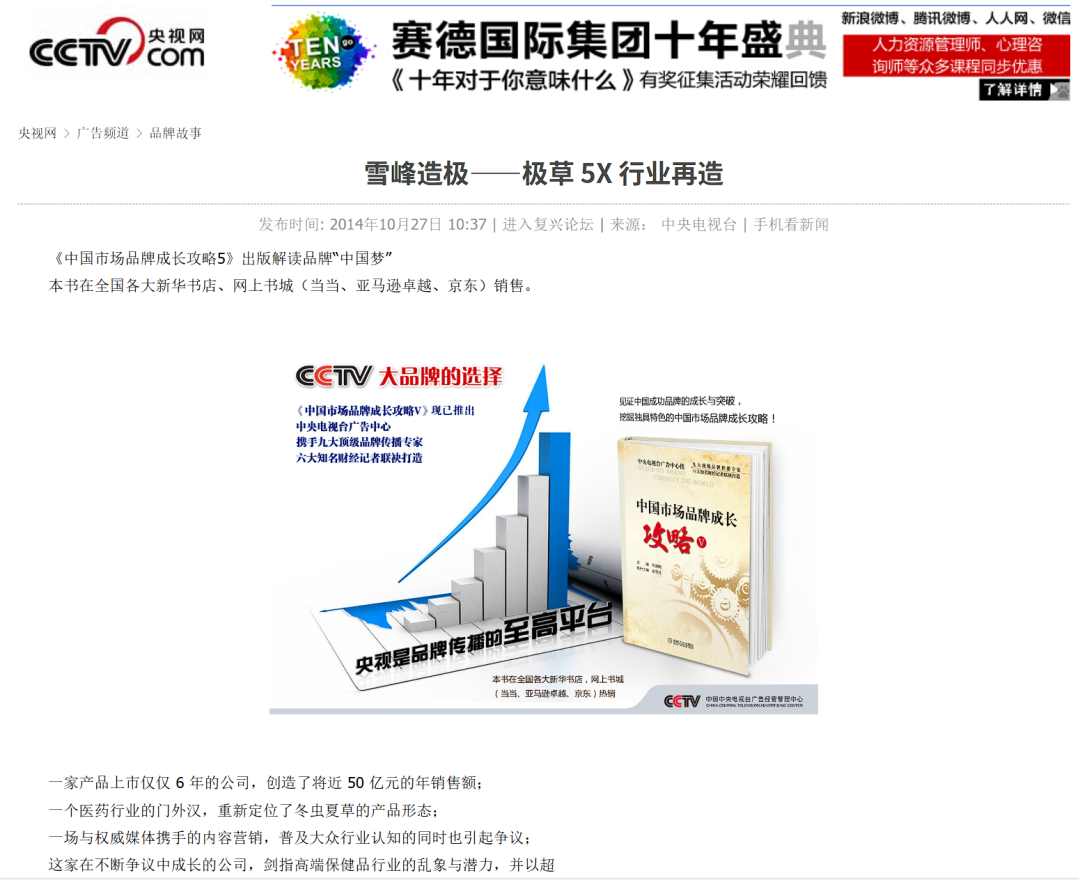 CCTV 央视网
com
TEN go
YEARS
赛德国际集团十年盛典
《十年对于你意味什么》有奖征集活动荣耀回馈
新浪微博、腾讯微博、人人网、微信
人力资源管理师、心理咨
询师等众多课程同步优惠
了解详情
央视网 > 广告频道 > 品牌故事
雪峰造极——极草 5X 行业再造
发布时间: 2014年10月27日 10:37 | 进入复兴论坛 | 来源： 中央电视台 | 手机看新闻
《中国市场品牌成长攻略5》出版解读品牌“中国梦”
本书在全国各大新华书店、网上书城（当当、亚马逊卓越、京东）销售。
CCTV 大品牌的选择
《中国市场品牌成长攻略V》现已推出
中央电视台广告中心
携手九大顶级品牌传播专家
六大知名财经记者联袂打造
见证中国成功品牌的成长与突破，
挖掘独具特色的中国市场品牌成长攻略！
中国市场品牌成长
攻略 V
央视是品牌传播的至高平台
本书在全国各大新华书店，网上书城
（当当、亚马逊卓越、京东）热销
CCTV 中国中央电视台广告经营管理中心
CHINA CENTRAL TELEVISION ADVERTISING CENTER
一家产品上市仅仅 6 年的公司，创造了将近 50 亿元的年销售额；
一个医药行业的门外汉，重新定位了冬虫夏草的产品形态；
一场与权威媒体携手的内容营销，普及大众行业认知的同时也引起争议；
这家在不断争议中成长的公司，剑指高端保健品行业的乱象与潜力，并以超